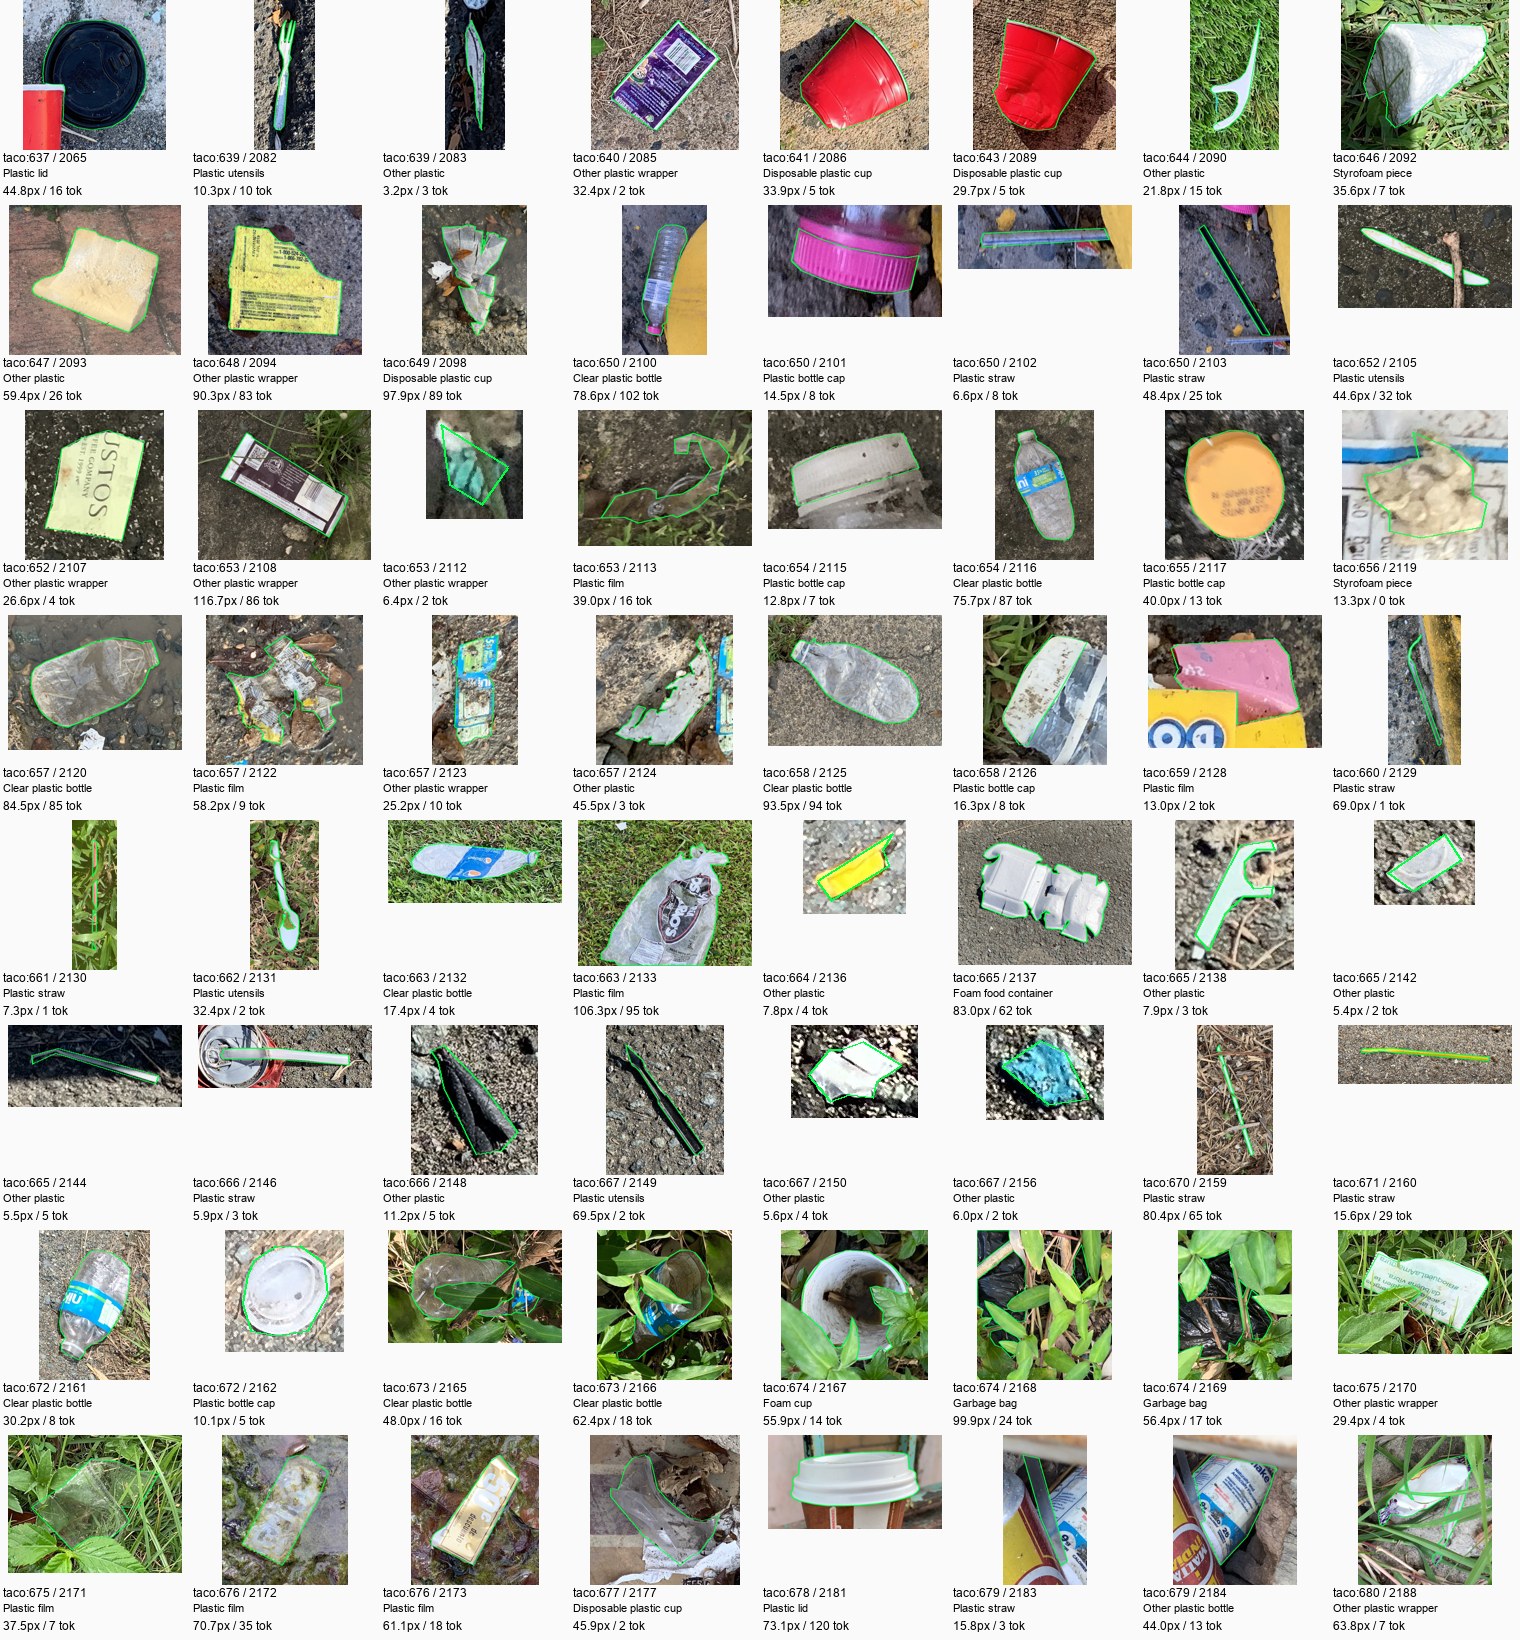 taco:637 / 2065
Plastic lid
44.8px / 16 tok
taco:639 / 2082
Plastic utensils
10.3px / 10 tok
taco:639 / 2083
Other plastic
3.2px / 3 tok
taco:640 / 2085
Other plastic wrapper
32.4px / 2 tok
taco:641 / 2086
Disposable plastic cup
33.9px / 5 tok
taco:643 / 2089
Disposable plastic cup
29.7px / 5 tok
taco:644 / 2090
Other plastic
21.8px / 15 tok
taco:646 / 2092
Styrofoam piece
35.6px / 7 tok
taco:647 / 2093
Other plastic
59.4px / 26 tok
taco:648 / 2094
Other plastic wrapper
90.3px / 83 tok
taco:649 / 2098
Disposable plastic cup
97.9px / 89 tok
taco:650 / 2100
Clear plastic bottle
78.6px / 102 tok
taco:650 / 2101
Plastic bottle cap
14.5px / 8 tok
taco:650 / 2102
Plastic straw
6.6px / 8 tok
taco:650 / 2103
Plastic straw
48.4px / 25 tok
taco:652 / 2105
Plastic utensils
44.6px / 32 tok
USTOS
FEE COMPANY
taco:652 / 2107
Other plastic wrapper
26.6px / 4 tok
taco:653 / 2108
Other plastic wrapper
116.7px / 86 tok
taco:653 / 2112
Other plastic wrapper
6.4px / 2 tok
taco:653 / 2113
Plastic film
39.0px / 16 tok
taco:654 / 2115
Plastic bottle cap
12.8px / 7 tok
taco:654 / 2116
Clear plastic bottle
75.7px / 87 tok
taco:655 / 2117
Plastic bottle cap
40.0px / 13 tok
taco:656 / 2119
Styrofoam piece
13.3px / 0 tok
taco:657 / 2120
Clear plastic bottle
84.5px / 85 tok
taco:657 / 2122
Plastic film
58.2px / 9 tok
taco:657 / 2123
Other plastic wrapper
25.2px / 10 tok
taco:657 / 2124
Other plastic
45.5px / 3 tok
taco:658 / 2125
Clear plastic bottle
93.5px / 94 tok
taco:658 / 2126
Plastic bottle cap
16.3px / 8 tok
taco:659 / 2128
Plastic film
13.0px / 2 tok
taco:660 / 2129
Plastic straw
69.0px / 1 tok
taco:661 / 2130
Plastic straw
7.3px / 1 tok
taco:662 / 2131
Plastic utensils
32.4px / 2 tok
taco:663 / 2132
Clear plastic bottle
17.4px / 4 tok
taco:663 / 2133
Plastic film
106.3px / 95 tok
taco:664 / 2136
Other plastic
7.8px / 4 tok
taco:665 / 2137
Foam food container
83.0px / 62 tok
taco:665 / 2138
Other plastic
7.9px / 3 tok
taco:665 / 2142
Other plastic
5.4px / 2 tok
taco:665 / 2144
Other plastic
5.5px / 5 tok
taco:666 / 2146
Plastic straw
5.9px / 3 tok
taco:666 / 2148
Other plastic
11.2px / 5 tok
taco:667 / 2149
Plastic utensils
69.5px / 2 tok
taco:667 / 2150
Other plastic
5.6px / 4 tok
taco:667 / 2156
Other plastic
6.0px / 2 tok
taco:670 / 2159
Plastic straw
80.4px / 65 tok
taco:671 / 2160
Plastic straw
15.6px / 29 tok
taco:672 / 2161
Clear plastic bottle
30.2px / 8 tok
taco:672 / 2162
Plastic bottle cap
10.1px / 5 tok
taco:673 / 2165
Clear plastic bottle
48.0px / 16 tok
taco:673 / 2166
Clear plastic bottle
62.4px / 18 tok
taco:674 / 2167
Foam cup
55.9px / 14 tok
taco:674 / 2168
Garbage bag
99.9px / 24 tok
taco:674 / 2169
Garbage bag
56.4px / 17 tok
taco:675 / 2170
Other plastic wrapper
29.4px / 4 tok
taco:675 / 2171
Plastic film
37.5px / 7 tok
taco:676 / 2172
Plastic film
70.7px / 35 tok
taco:676 / 2173
Plastic film
61.1px / 18 tok
taco:677 / 2177
Disposable plastic cup
45.9px / 2 tok
taco:678 / 2181
Plastic lid
73.1px / 120 tok
taco:679 / 2183
Plastic straw
15.8px / 3 tok
taco:679 / 2184
Other plastic bottle
44.0px / 13 tok
taco:680 / 2188
Other plastic wrapper
63.8px / 7 tok